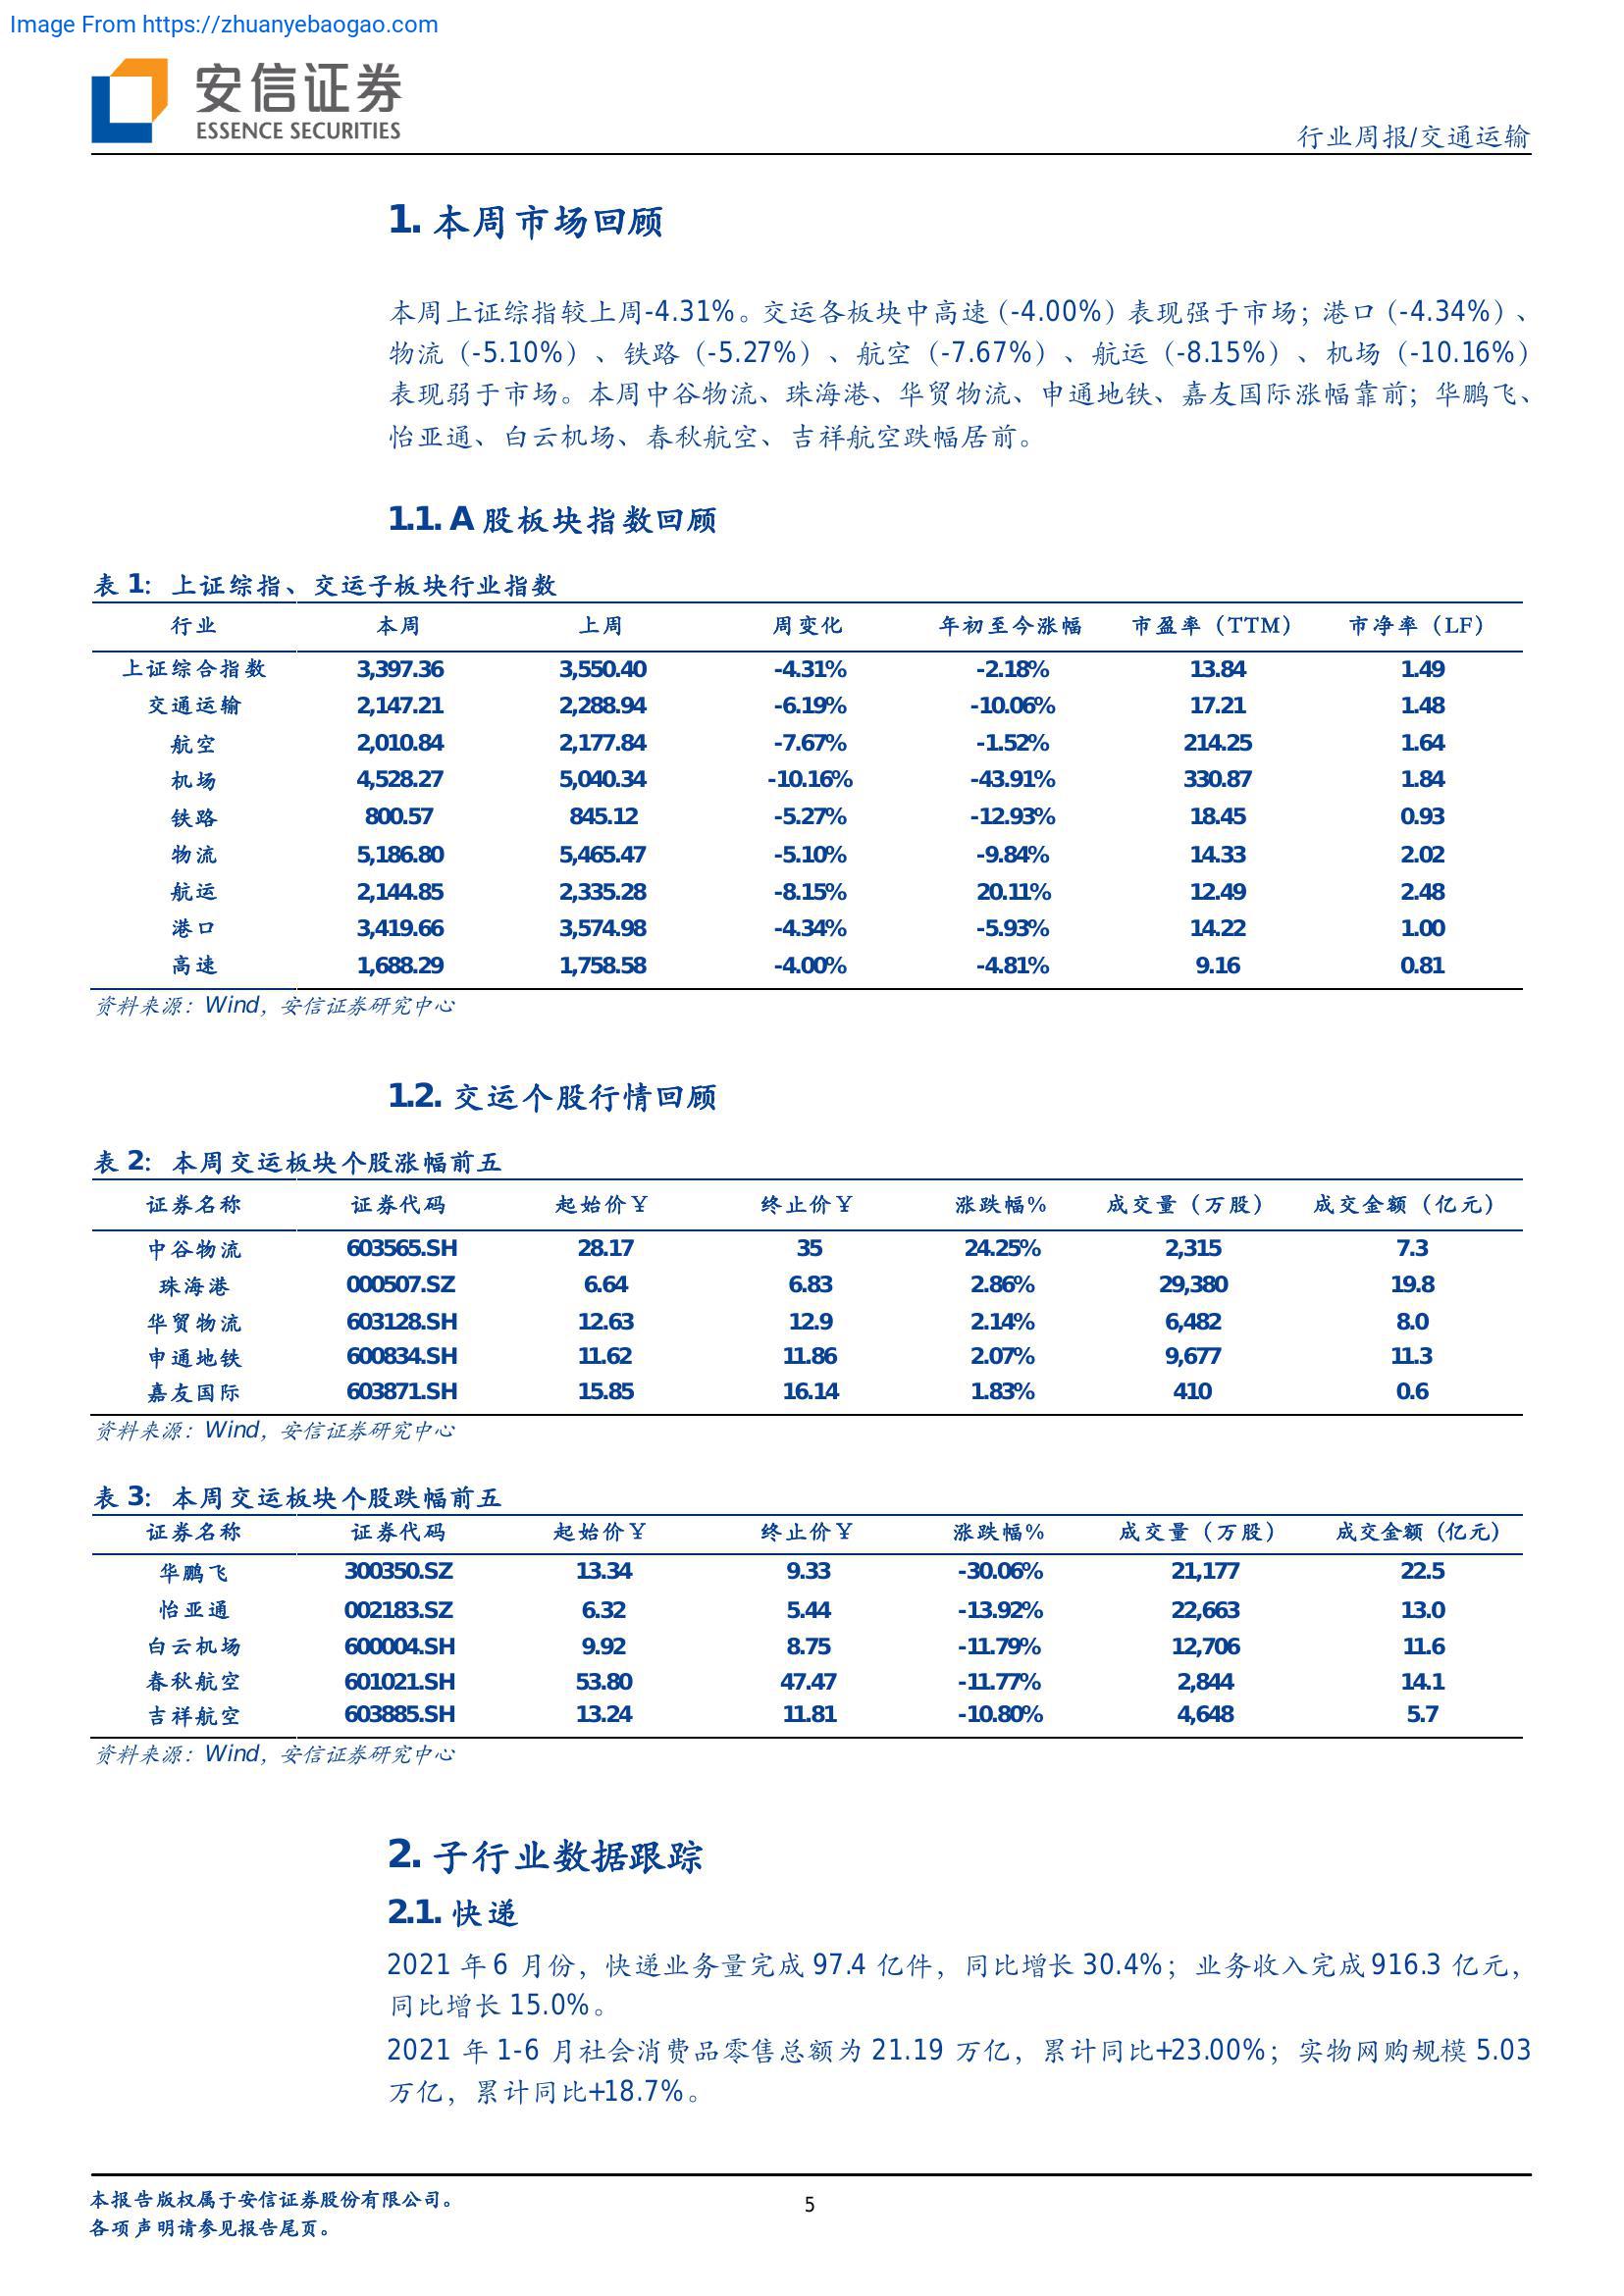 Image From https://zhuanyebaogao.com
安信证券
ESSENCE SECURITIES
行业周报/交通运输
1. 本周市场回顾
本周上证综指较上周-4.31%。交运各板块中高速（-4.00%）表现强于市场；港口（-4.34%）、
物流（-5.10%）、铁路（-5.27%）、航空（-7.67%）、航运（-8.15%）、机场（-10.16%）
表现弱于市场。本周中谷物流、珠海港、华贸物流、申通地铁、嘉友国际涨幅靠前；华鹏飞、
怡亚通、白云机场、春秋航空、吉祥航空跌幅居前。
1.1. A 股板块指数回顾
表 1：上证综指、交运子板块行业指数
行业 本周 上周 周变化 年初至今涨幅 市盈率（TTM） 市净率（LF）
上证综合指数 3,397.36 3,550.40 -4.31% -2.18% 13.84 1.49
交通运输 2,147.21 2,288.94 -6.19% -10.06% 17.21 1.48
航空 2,010.84 2,177.84 -7.67% -1.52% 214.25 1.64
机场 4,528.27 5,040.34 -10.16% -43.91% 330.87 1.84
铁路 800.57 845.12 -5.27% -12.93% 18.45 0.93
物流 5,186.80 5,465.47 -5.10% -9.84% 14.33 2.02
航运 2,144.85 2,335.28 -8.15% 20.11% 12.49 2.48
港口 3,419.66 3,574.98 -4.34% -5.93% 14.22 1.00
高速 1,688.29 1,758.58 -4.00% -4.81% 9.16 0.81
资料来源：Wind，安信证券研究中心
1.2. 交运个股行情回顾
表 2：本周交运板块个股涨幅前五
证券名称 证券代码 起始价￥ 终止价￥ 涨跌幅% 成交量（万股） 成交金额（亿元）
中谷物流 603565.SH 28.17 35 24.25% 2,315 7.3
珠海港 000507.SZ 6.64 6.83 2.86% 29,380 19.8
华贸物流 603128.SH 12.63 12.9 2.14% 6,482 8.0
申通地铁 600834.SH 11.62 11.86 2.07% 9,677 11.3
嘉友国际 603871.SH 15.85 16.14 1.83% 410 0.6
资料来源：Wind，安信证券研究中心
表 3：本周交运板块个股跌幅前五
证券名称 证券代码 起始价￥ 终止价￥ 涨跌幅% 成交量（万股） 成交金额（亿元）
华鹏飞 300350.SZ 13.34 9.33 -30.06% 21,177 22.5
怡亚通 002183.SZ 6.32 5.44 -13.92% 22,663 13.0
白云机场 600004.SH 9.92 8.75 -11.79% 12,706 11.6
春秋航空 601021.SH 53.80 47.47 -11.77% 2,844 14.1
吉祥航空 603885.SH 13.24 11.81 -10.80% 4,648 5.7
资料来源：Wind，安信证券研究中心
2. 子行业数据跟踪
2.1. 快递
2021 年 6 月份，快递业务量完成 97.4 亿件，同比增长 30.4%；业务收入完成 916.3 亿元，
同比增长 15.0%。
2021 年 1-6 月社会消费品零售总额为 21.19 万亿，累计同比+23.00%；实物网购规模 5.03
万亿，累计同比+18.7%。
本报告版权属于安信证券股份有限公司。
5
各项声明请参见报告尾页。